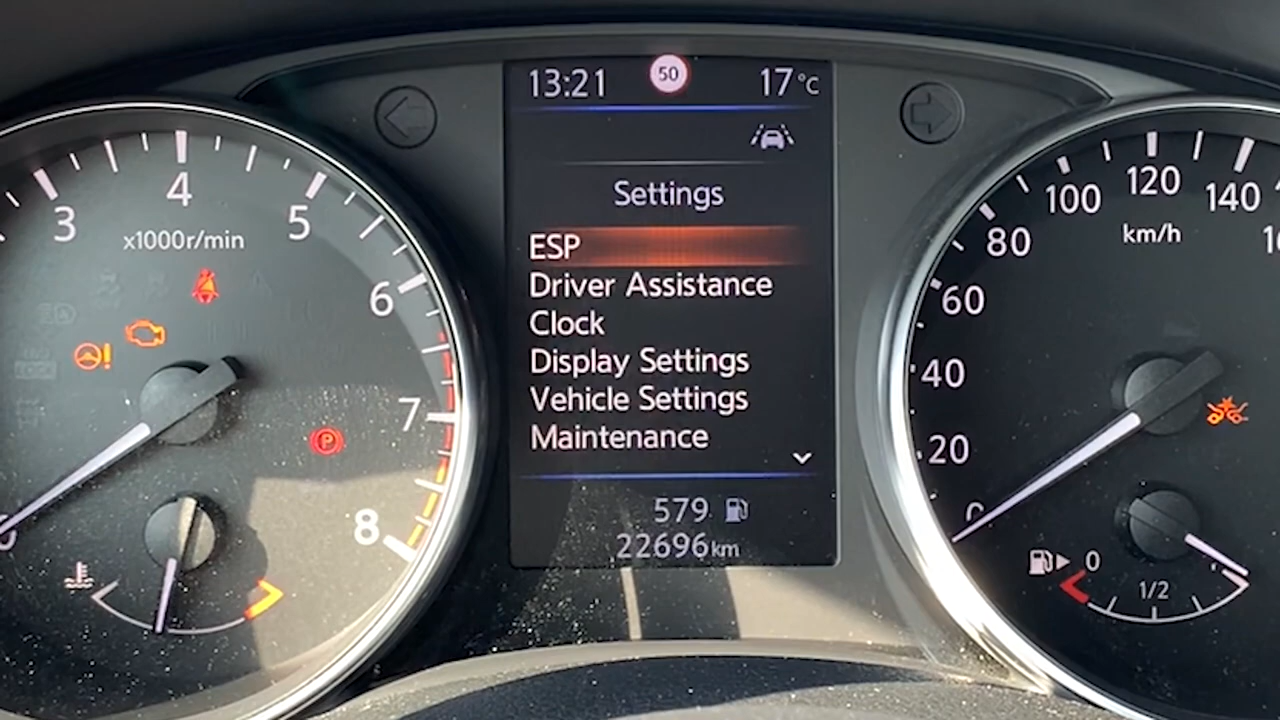 13:21 50 17°C
Settings
ESP
Driver Assistance
Clock
Display Settings
Vehicle Settings
Maintenance
579
22696km
3 4 5 6 7 8
x1000r/min
P
0 20 40 60 80 100 120 140
km/h
0 1/2